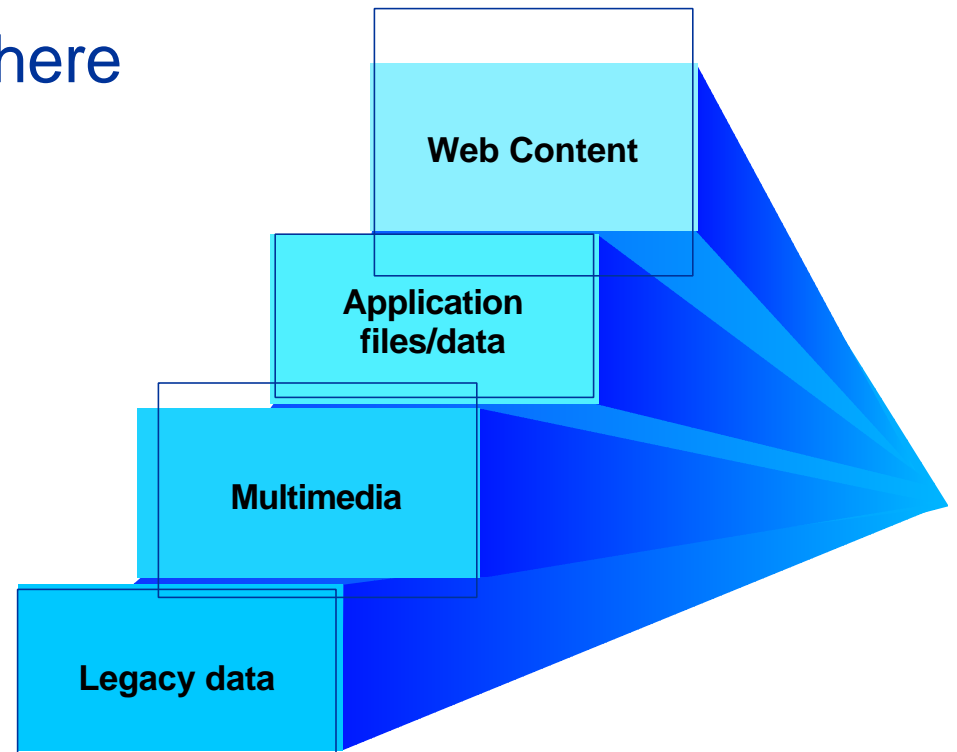 here
Web Content
Application
files/data
Multimedia
Legacy data